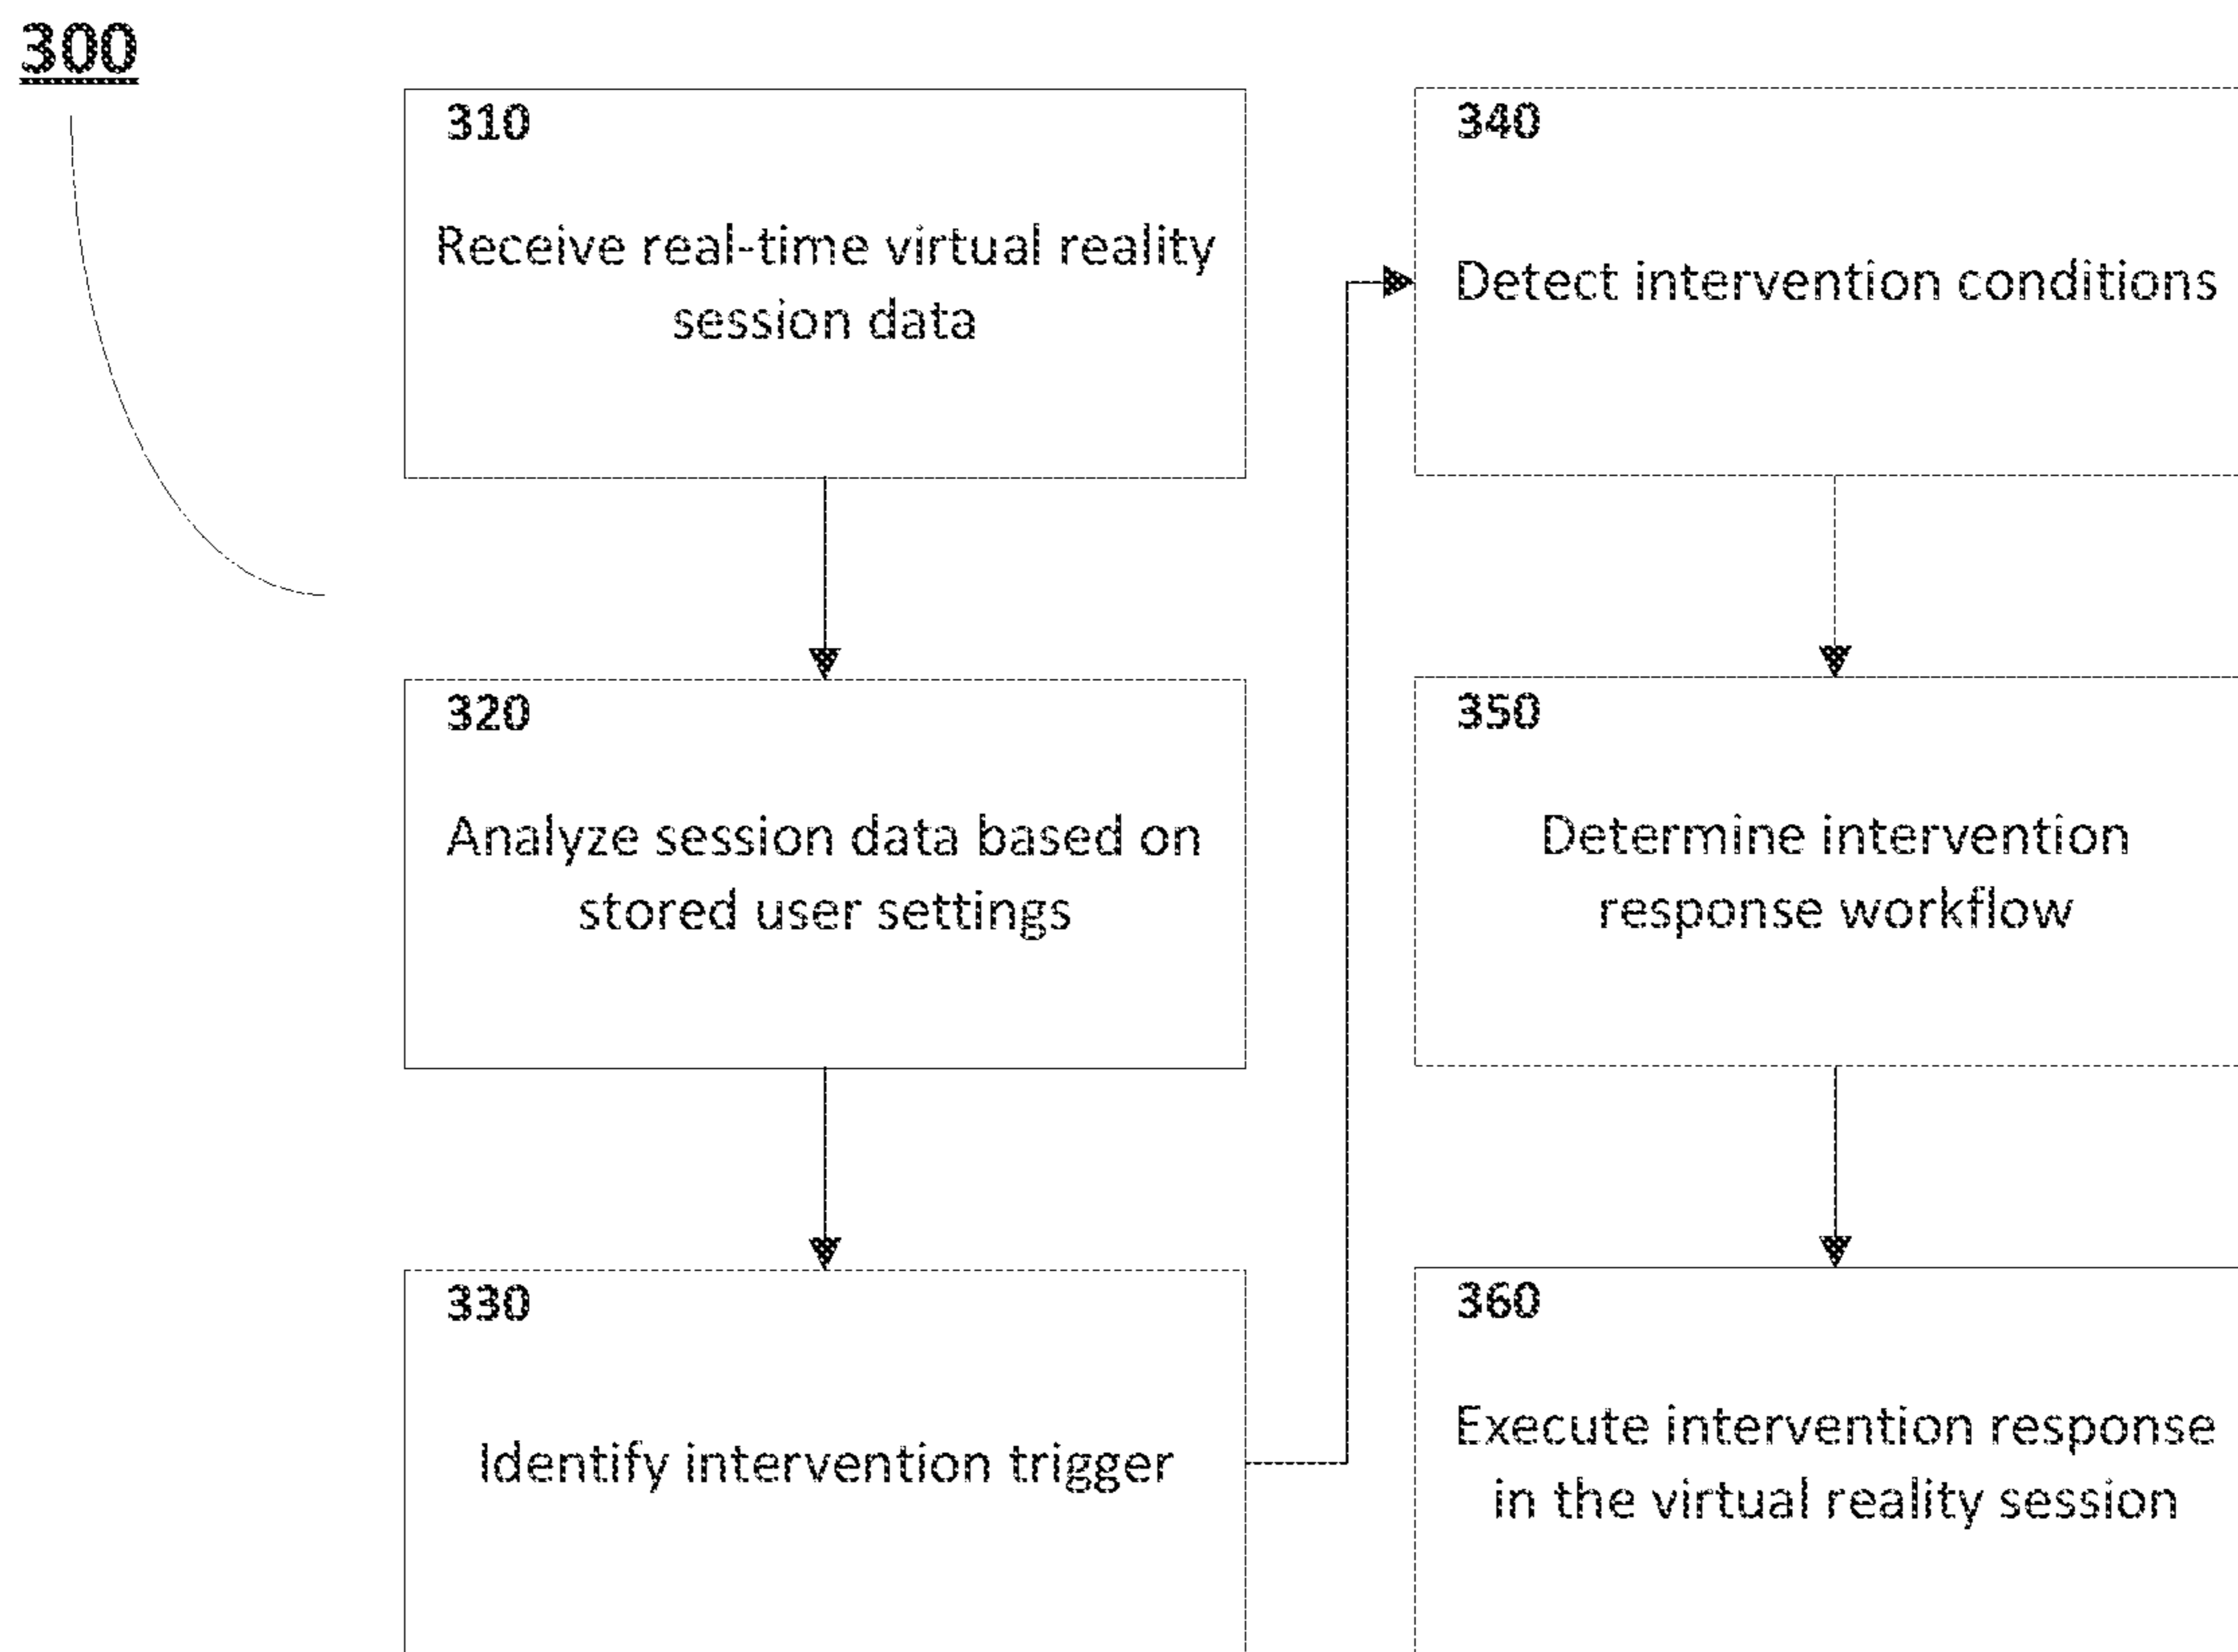 300
310
Receive real-time virtual reality
session data
320
Analyze session data based on
stored user settings
330
Identify intervention trigger
340
Detect intervention conditions
350
Determine intervention
response workflow
360
Execute intervention response
in the virtual reality session